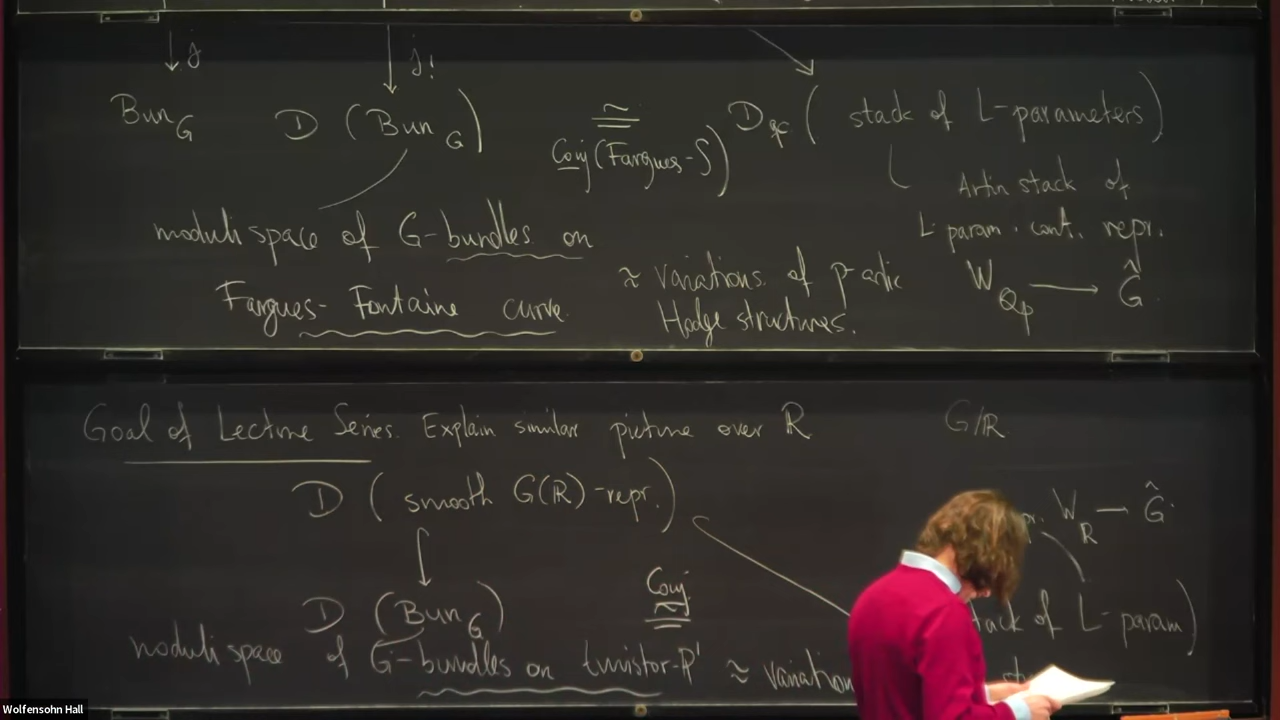 j
j!
Bun_G D (Bun_G) ≅ D_qc (stack of L-parameters)
Conj (Fargues-S)
Artin stack of
L-param. cont. repr.
W_Qp → Ĝ
moduli space of G-bundles on
Fargues-Fontaine curve
≈ variations of p-adic
Hodge structures.
Goal of Lecture Series. Explain similar picture over ℝ G/ℝ
D (smooth G(ℝ)-repr.)
W_ℝ → Ĝ
Conj
≅
D (Bun_G)
of L-param)
moduli space of G-bundles on twistor-P¹ ≈ variation
Wolfensohn Hall